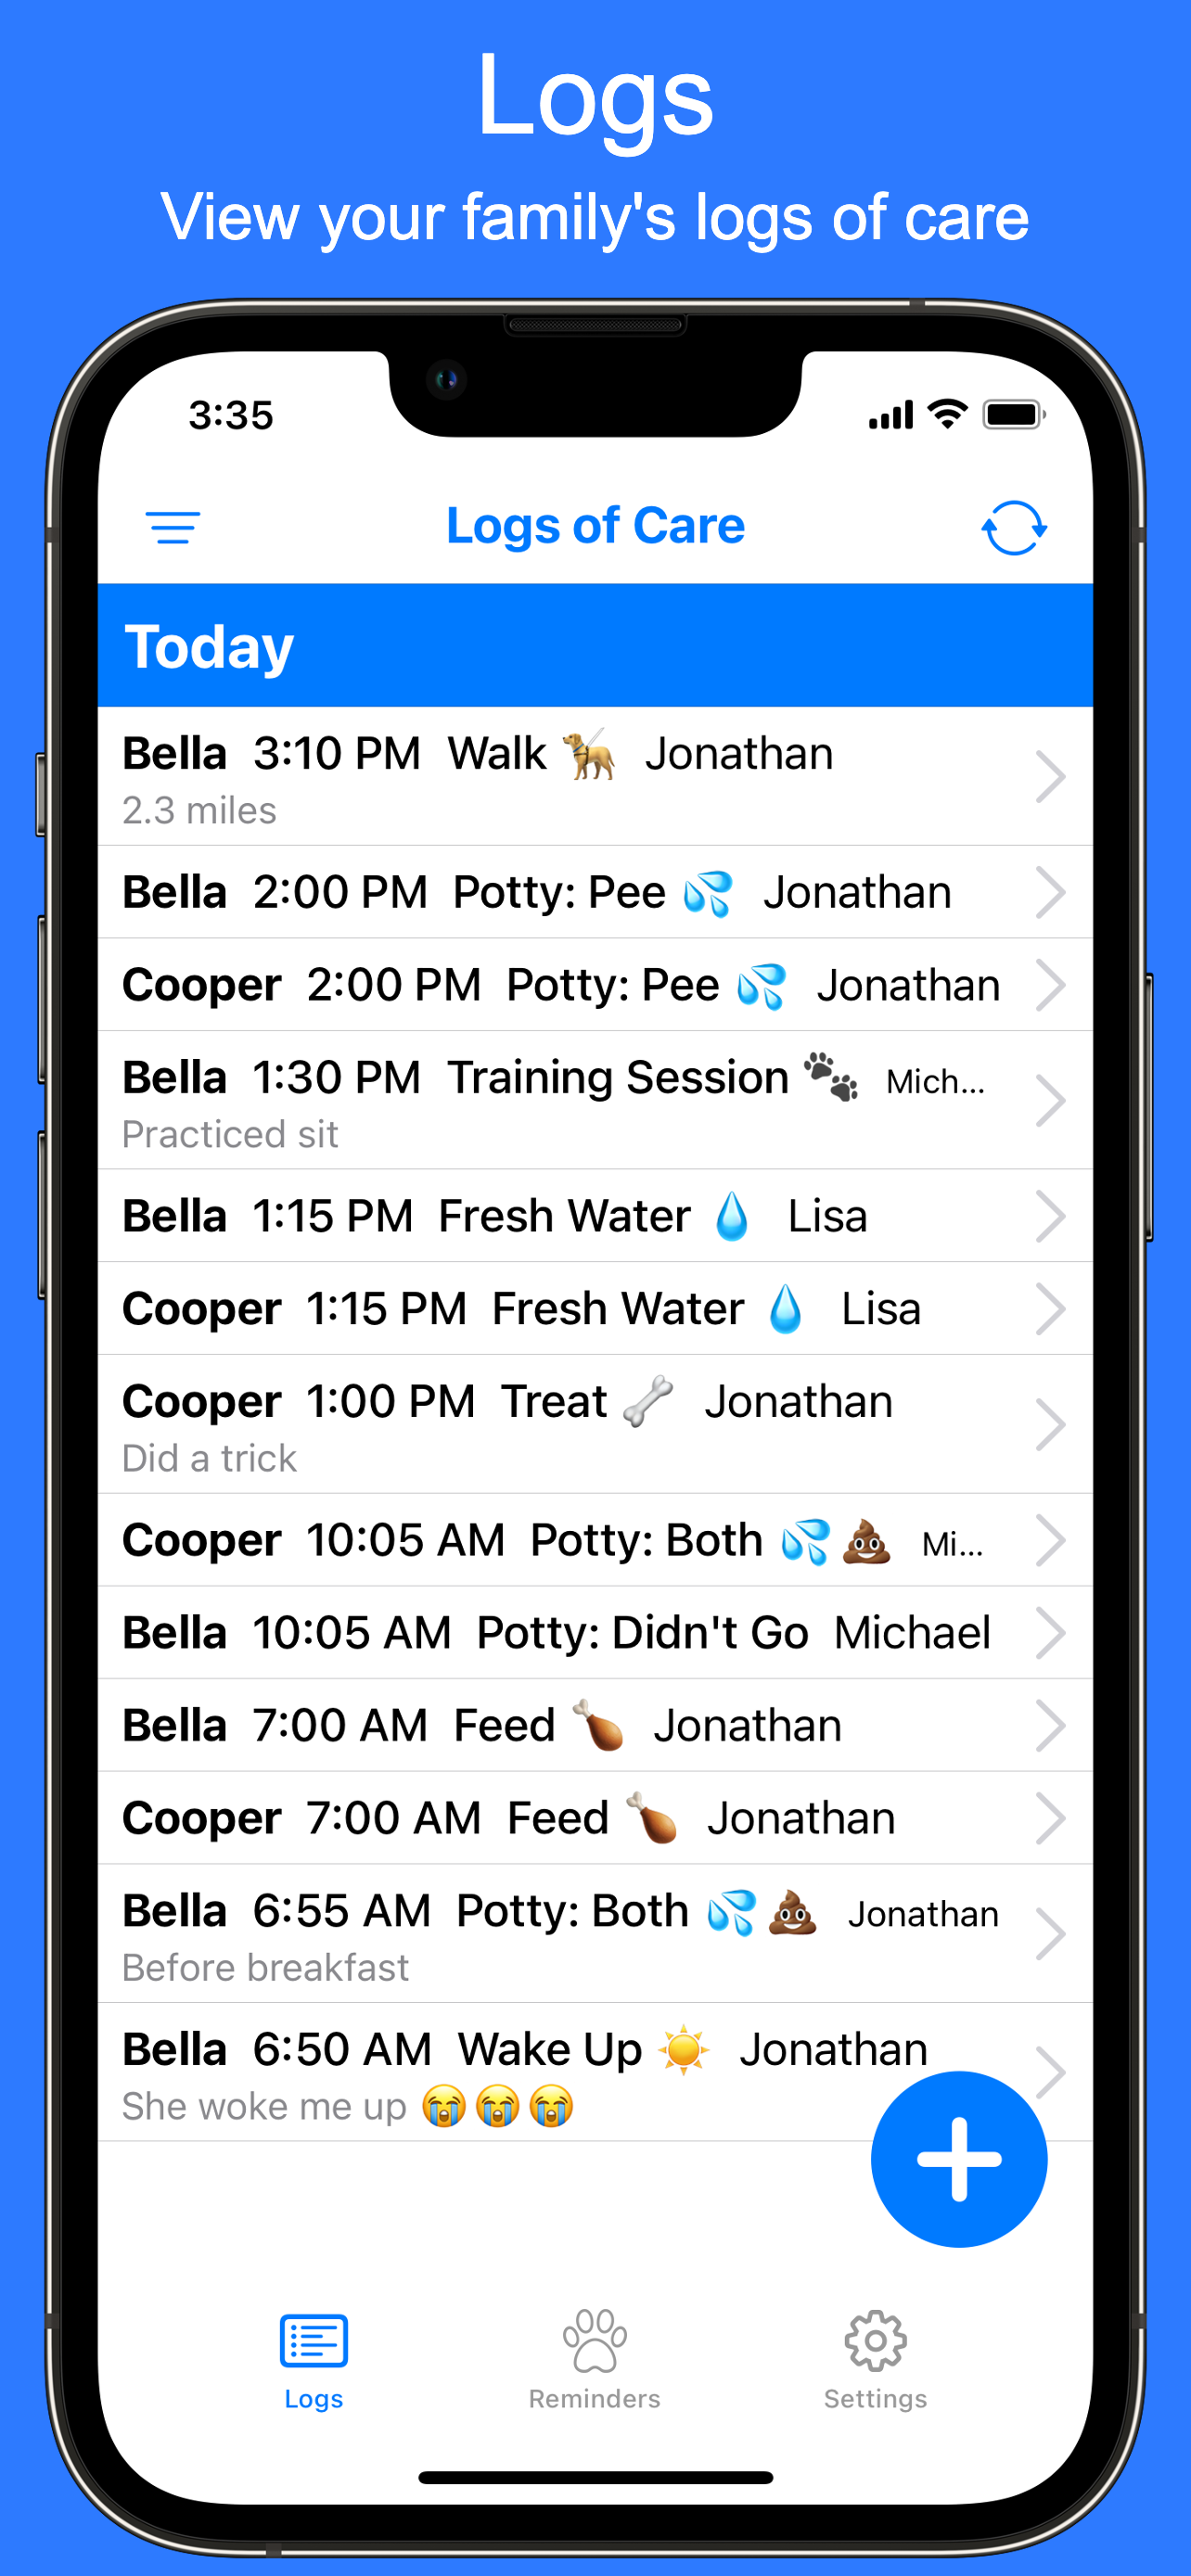 Logs
View your family's logs of care
3:35
Logs of Care
Today
Bella 3:10 PM Walk 🦮 Jonathan
2.3 miles
Bella 2:00 PM Potty: Pee 💦 Jonathan
Cooper 2:00 PM Potty: Pee 💦 Jonathan
Bella 1:30 PM Training Session 🐾 Mich...
Practiced sit
Bella 1:15 PM Fresh Water 💧 Lisa
Cooper 1:15 PM Fresh Water 💧 Lisa
Cooper 1:00 PM Treat 🦴 Jonathan
Did a trick
Cooper 10:05 AM Potty: Both 💦💩 Mi...
Bella 10:05 AM Potty: Didn't Go Michael
Bella 7:00 AM Feed 🍗 Jonathan
Cooper 7:00 AM Feed 🍗 Jonathan
Bella 6:55 AM Potty: Both 💦💩 Jonathan
Before breakfast
Bella 6:50 AM Wake Up ☀️ Jonathan
She woke me up 😭😭😭
Logs Reminders Settings